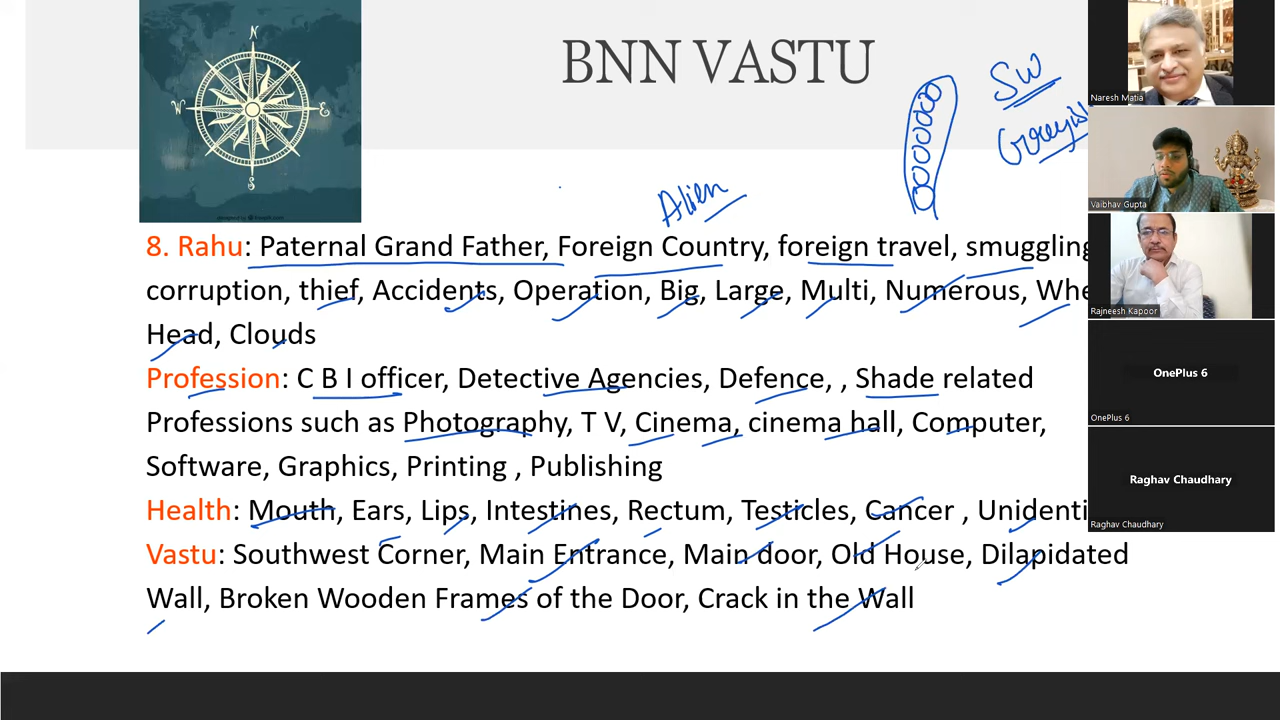 BNN VASTU
N
W
E
S
SW
Greyis
Alien
8. Rahu: Paternal Grand Father, Foreign Country, foreign travel, smuggling
corruption, thief, Accidents, Operation, Big, Large, Multi, Numerous, Whe
Head, Clouds
Profession: C B I officer, Detective Agencies, Defence, , Shade related
Professions such as Photography, T V, Cinema, cinema hall, Computer,
Software, Graphics, Printing , Publishing
Health: Mouth, Ears, Lips, Intestines, Rectum, Testicles, Cancer , Unidenti
Vastu: Southwest Corner, Main Entrance, Main door, Old House, Dilapidated
Wall, Broken Wooden Frames of the Door, Crack in the Wall
Naresh Matia
Vaibhav Gupta
Rajneesh Kapoor
OnePlus 6
OnePlus 6
Raghav Chaudhary
Raghav Chaudhary